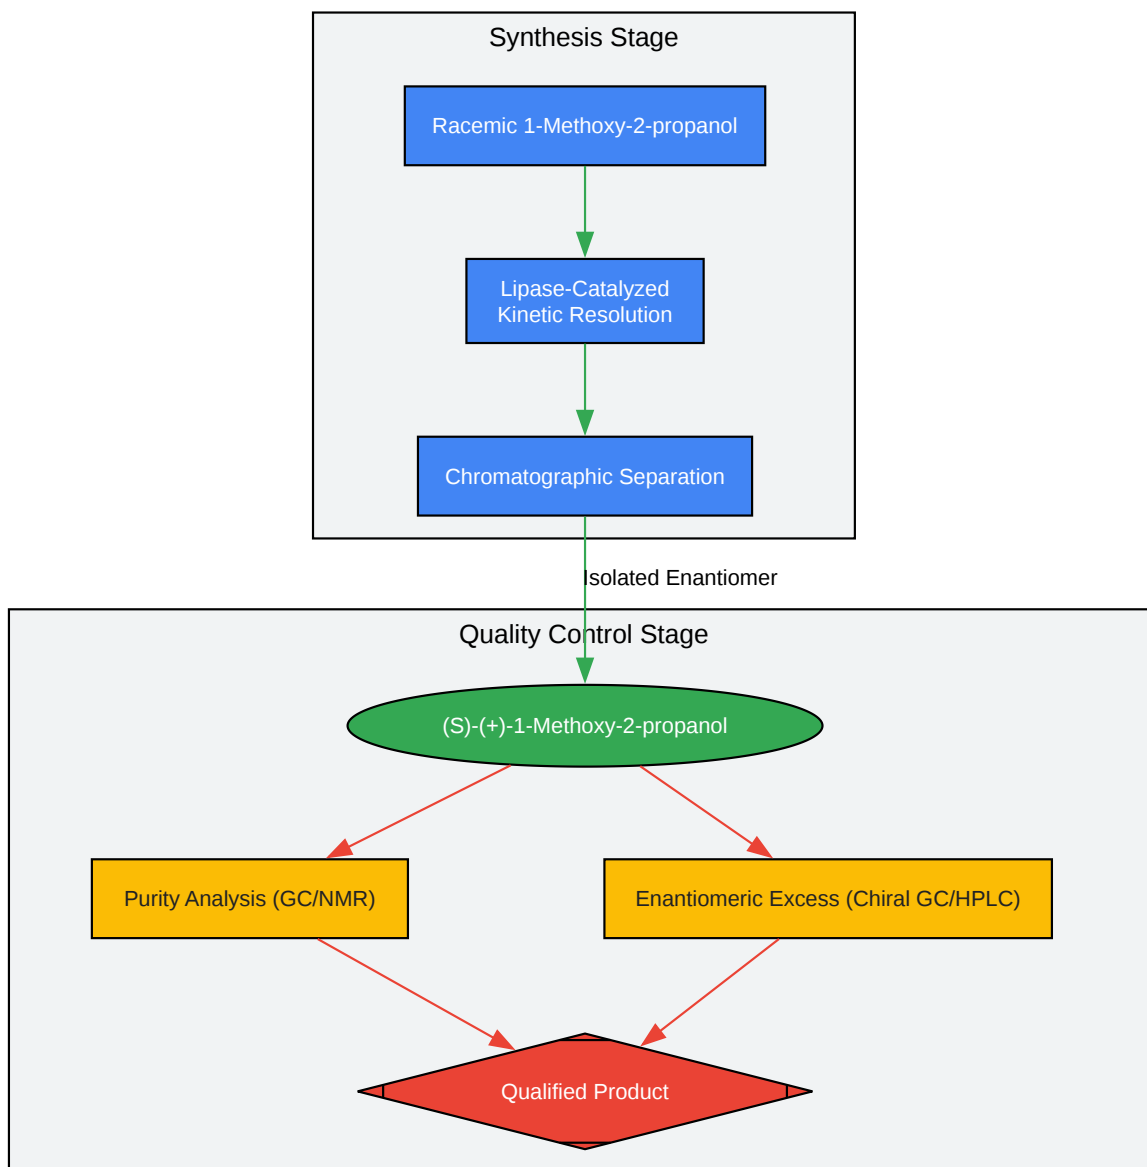 Synthesis Stage
Racemic 1-Methoxy-2-propanol
Lipase-Catalyzed
Kinetic Resolution
Chromatographic Separation
Isolated Enantiomer
Quality Control Stage
(S)-(+)-1-Methoxy-2-propanol
Purity Analysis (GC/NMR)
Enantiomeric Excess (Chiral GC/HPLC)
Qualified Product